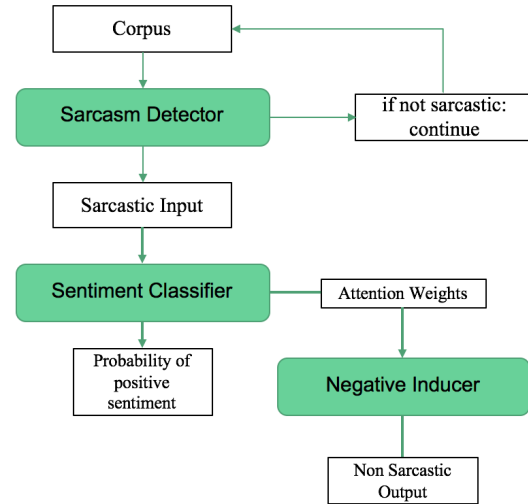 Corpus
Sarcasm Detector
if not sarcastic:
continue
Sarcastic Input
Sentiment Classifier
Attention Weights
Probability of
positive
sentiment
Negative Inducer
Non Sarcastic
Output